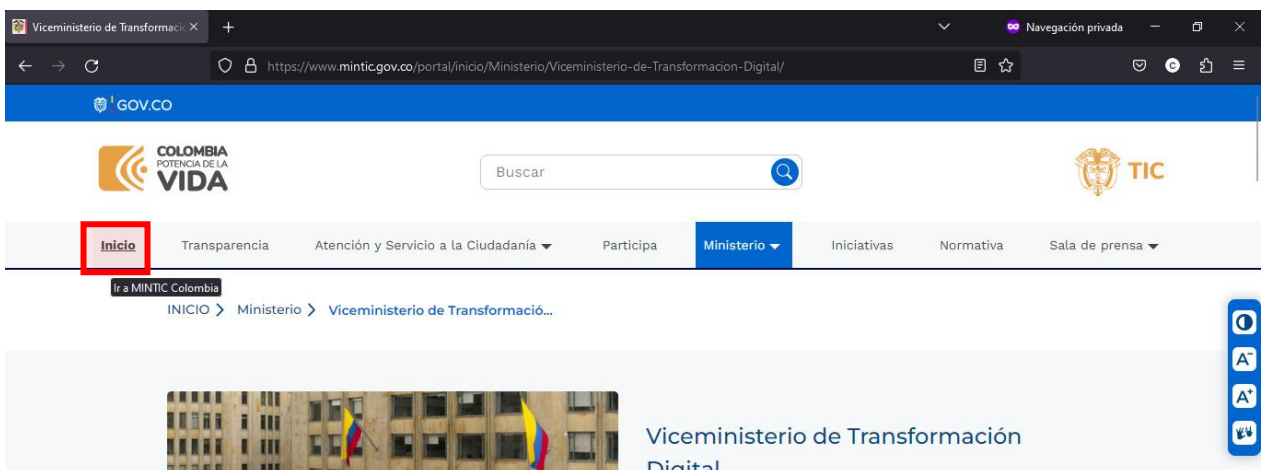 Viceministerio de Transformació
Navegación privada
https://www.mintic.gov.co/portal/inicio/Ministerio/Viceministerio-de-Transformacion-Digital/
GOV.CO
COLOMBIA
POTENCIA DE LA
VIDA
Buscar
TIC
Inicio Transparencia Atención y Servicio a la Ciudadanía Participa Ministerio Iniciativas Normativa Sala de prensa
Ir a MINTIC Colombia
INICIO Ministerio Viceministerio de Transformació...
A-
A+
Viceministerio de Transformación
Digital